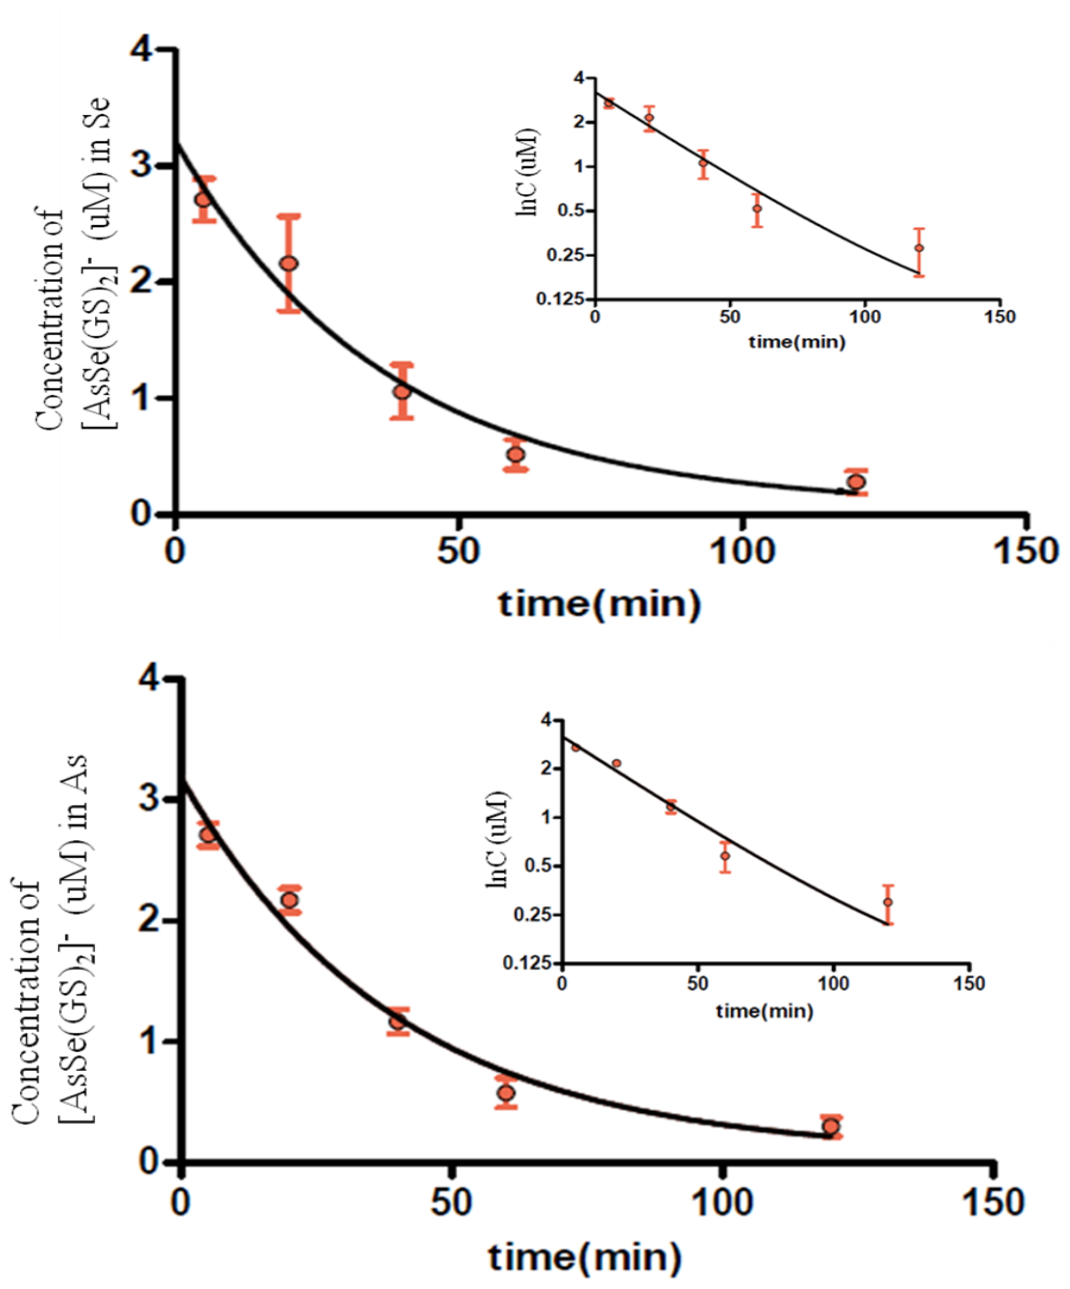 Concentration of
[AsSe(GS)₂]⁻ (uM) in Se
4
3
2
1
0
0 50 100 150
time(min)
lnC (uM)
4
2
1
0.5
0.25
0.125
0 50 100 150
time(min)
Concentration of
[AsSe(GS)₂]⁻ (uM) in As
4
3
2
1
0
0 50 100 150
time(min)
lnC (uM)
4
2
1
0.5
0.25
0.125
0 50 100 150
time(min)